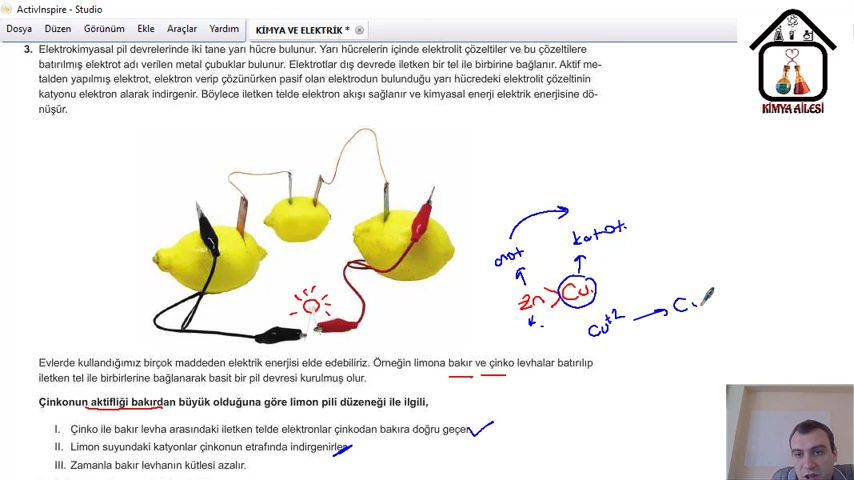 ActivInspire - Studio
Dosya Düzen Görünüm Ekle Araçlar Yardım KİMYA VE ELEKTRİK *
3. Elektrokimyasal pil devrelerinde iki tane yarı hücre bulunur. Yarı hücrelerin içinde elektrolit çözeltiler ve bu çözeltilere
batırılmış elektrot adı verilen metal çubuklar bulunur. Elektrotlar dış devrede iletken bir tel ile birbirine bağlanır. Aktif me-
talden yapılmış elektrot, elektron verip çözünürken pasif olan elektrodun bulunduğu yarı hücredeki elektrolit çözeltinin
katyonu elektron alarak indirgenir. Böylece iletken telde elektron akışı sağlanır ve kimyasal enerji elektrik enerjisine dö-
nüşür.
KİMYA AİLESİ
anot katot.
Zn > Cu.
k.
Cu+2 → Cu
Evlerde kullandığımız birçok maddeden elektrik enerjisi elde edebiliriz. Örneğin limona bakır ve çinko levhalar batırılıp
iletken tel ile birbirlerine bağlanarak basit bir pil devresi kurulmuş olur.
Çinkonun aktifliği bakırdan büyük olduğuna göre limon pili düzeneği ile ilgili,
I. Çinko ile bakır levha arasındaki iletken telde elektronlar çinkodan bakıra doğru geçer.
II. Limon suyundaki katyonlar çinkonun etrafında indirgenirler.
III. Zamanla bakır levhanın kütlesi azalır.